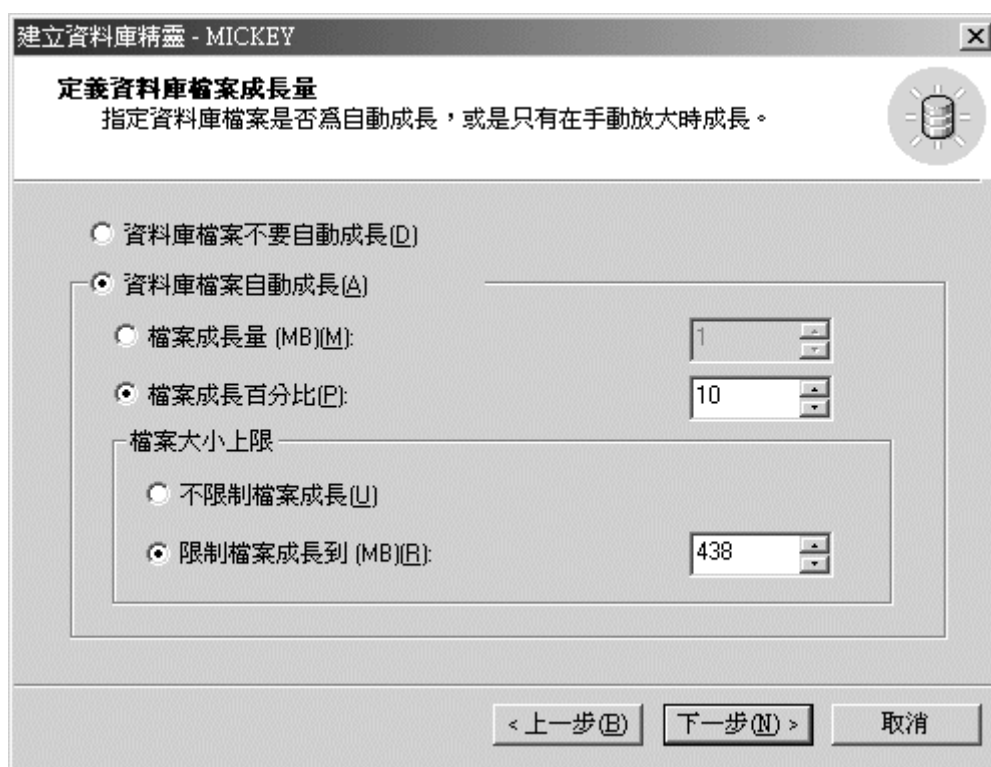 建立資料庫精靈 - MICKEY
定義資料庫檔案成長量
指定資料庫檔案是否為自動成長，或是只有在手動放大時成長。
資料庫檔案不要自動成長(D)
資料庫檔案自動成長(A)
檔案成長量 (MB)(M): 1
檔案成長百分比(P): 10
檔案大小上限
不限制檔案成長(U)
限制檔案成長到 (MB)(R): 438
< 上一步(B) 下一步(N) > 取消